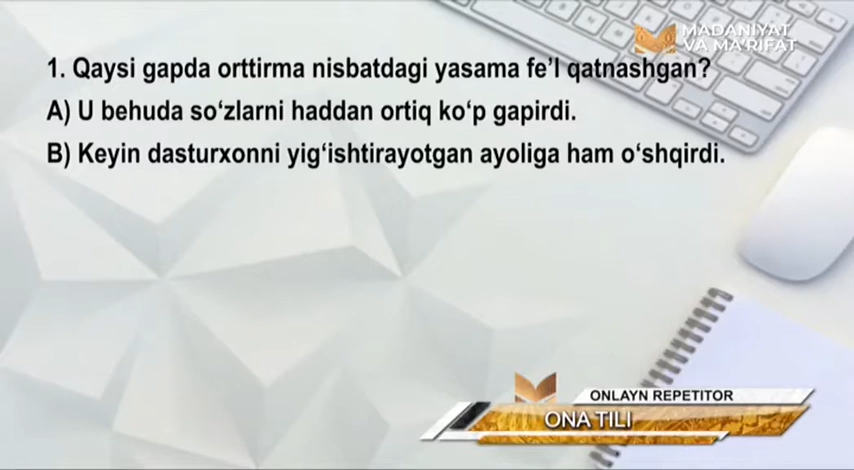 MADANIYAT
VA MA'RIFAT
1. Qaysi gapda orttirma nisbatdagi yasama fe’l qatnashgan?
A) U behuda so‘zlarni haddan ortiq ko‘p gapirdi.
B) Keyin dasturxonni yig‘ishtirayotgan ayoliga ham o‘shqirdi.
ONLAYN REPETITOR
ONA TILI